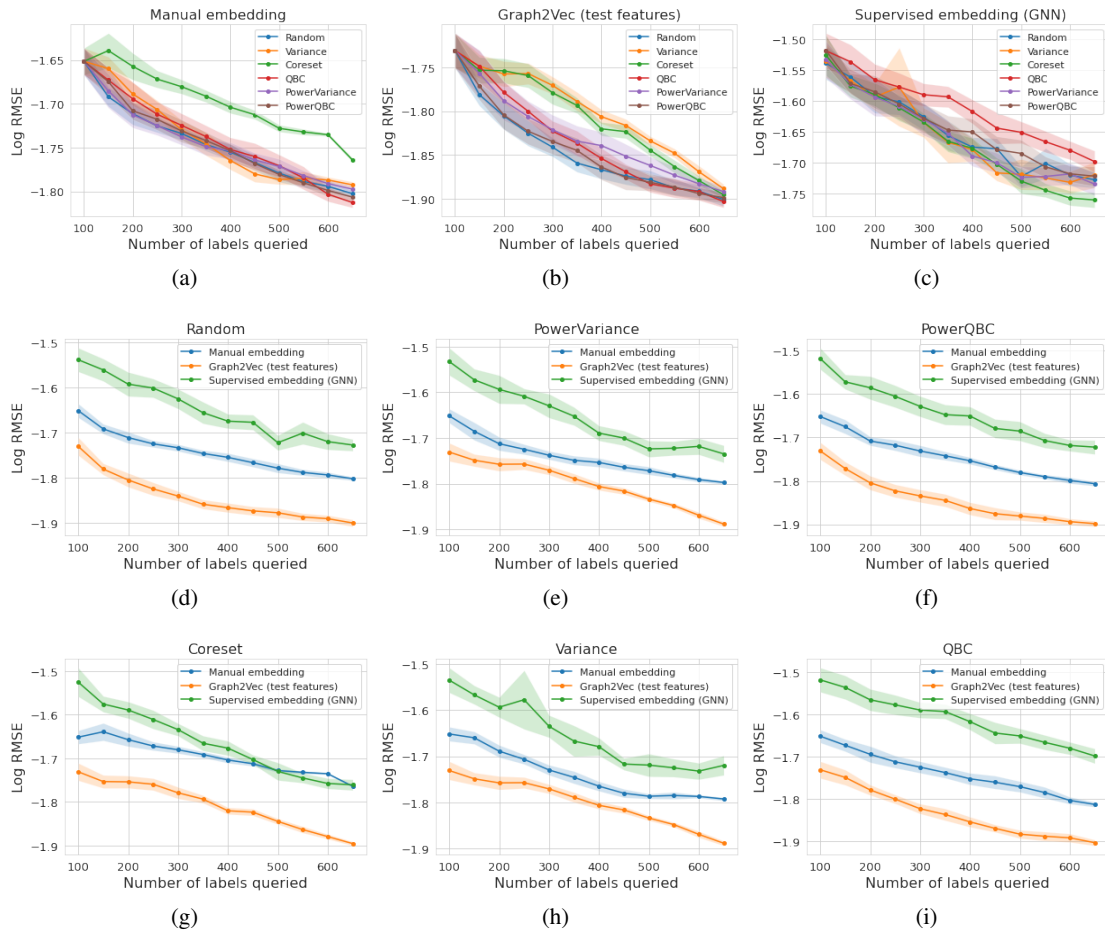 Manual embedding
Graph2Vec (test features)
Supervised embedding (GNN)
Log RMSE
−1.65
−1.70
−1.75
−1.80
Random
Variance
Coreset
QBC
PowerVariance
PowerQBC
100 200 300 400 500 600
Number of labels queried
Log RMSE
−1.75
−1.80
−1.85
−1.90
Random
Variance
Coreset
QBC
PowerVariance
PowerQBC
100 200 300 400 500 600
Number of labels queried
Log RMSE
−1.50
−1.55
−1.60
−1.65
−1.70
−1.75
Random
Variance
Coreset
QBC
PowerVariance
PowerQBC
100 200 300 400 500 600
Number of labels queried
(a)
(b)
(c)
Random
Log RMSE
−1.5
−1.6
−1.7
−1.8
−1.9
Manual embedding
Graph2Vec (test features)
Supervised embedding (GNN)
100 200 300 400 500 600
Number of labels queried
PowerVariance
Log RMSE
−1.5
−1.6
−1.7
−1.8
−1.9
Manual embedding
Graph2Vec (test features)
Supervised embedding (GNN)
100 200 300 400 500 600
Number of labels queried
PowerQBC
Log RMSE
−1.5
−1.6
−1.7
−1.8
−1.9
Manual embedding
Graph2Vec (test features)
Supervised embedding (GNN)
100 200 300 400 500 600
Number of labels queried
(d)
(e)
(f)
Coreset
Log RMSE
−1.5
−1.6
−1.7
−1.8
−1.9
Manual embedding
Graph2Vec (test features)
Supervised embedding (GNN)
100 200 300 400 500 600
Number of labels queried
Variance
Log RMSE
−1.5
−1.6
−1.7
−1.8
−1.9
Manual embedding
Graph2Vec (test features)
Supervised embedding (GNN)
100 200 300 400 500 600
Number of labels queried
QBC
Log RMSE
−1.5
−1.6
−1.7
−1.8
−1.9
Manual embedding
Graph2Vec (test features)
Supervised embedding (GNN)
100 200 300 400 500 600
Number of labels queried
(g)
(h)
(i)